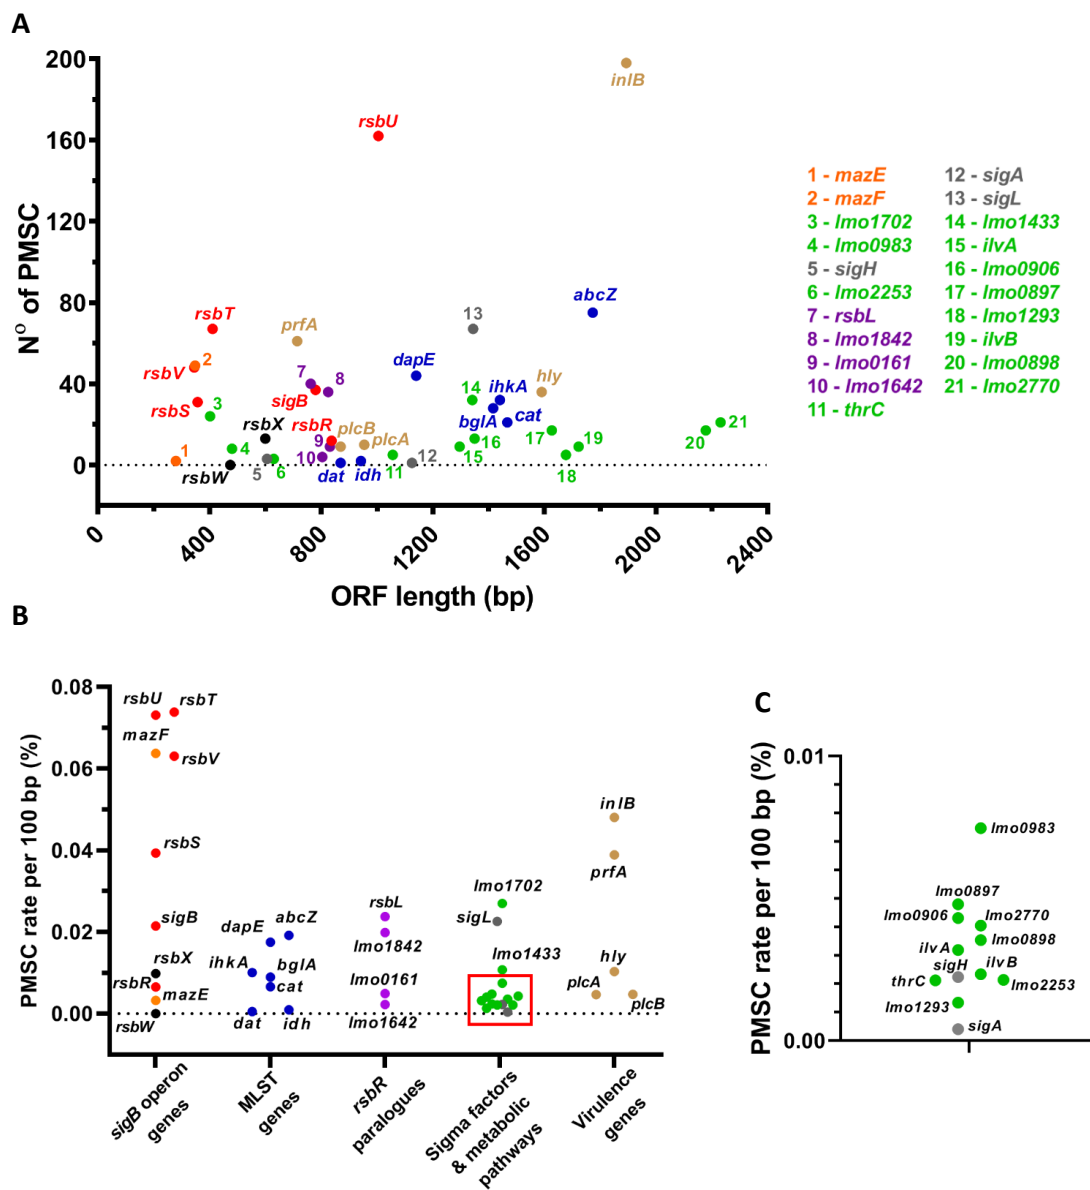 A
200
160
120
80
40
0
Nº of PMSC
inlB
rsbU
rsbT
prfA
abcZ
13
rsbV
2
dapE
7
8
14
ihkA
hly
rsbS
3
sigB
bglA
cat
rsbX
rsbR
plcB
plcA
16
17
19
20
21
1
4
9
10
12
15
18
rsbW
5
6
dat
idh
11
0
400
800
1200
1600
2000
2400
ORF length (bp)
1 - mazE
2 - mazF
3 - lmo1702
4 - lmo0983
5 - sigH
6 - lmo2253
7 - rsbL
8 - lmo1842
9 - lmo0161
10 - lmo1642
11 - thrC
12 - sigA
13 - sigL
14 - lmo1433
15 - ilvA
16 - lmo0906
17 - lmo0897
18 - lmo1293
19 - ilvB
20 - lmo0898
21 - lmo2770
B
0.08
0.06
0.04
0.02
0.00
PMSC rate per 100 bp (%)
rsbU
rsbT
mazF
rsbV
rsbS
sigB
rsbX
rsbR
mazE
rsbW
dapE
abcZ
ihkA
bglA
cat
dat
idh
rsbL
lmo1842
lmo0161
lmo1642
lmo1702
sigL
lmo1433
inlB
prfA
hly
plcA
plcB
sigB operon
genes
MLST
genes
rsbR
paralogues
Sigma factors
& metabolic
pathways
Virulence
genes
C
0.01
0.00
PMSC rate per 100 bp (%)
lmo0983
lmo0897
lmo0906
lmo2770
lmo0898
ilvA
sigH
ilvB
thrC
lmo2253
lmo1293
sigA